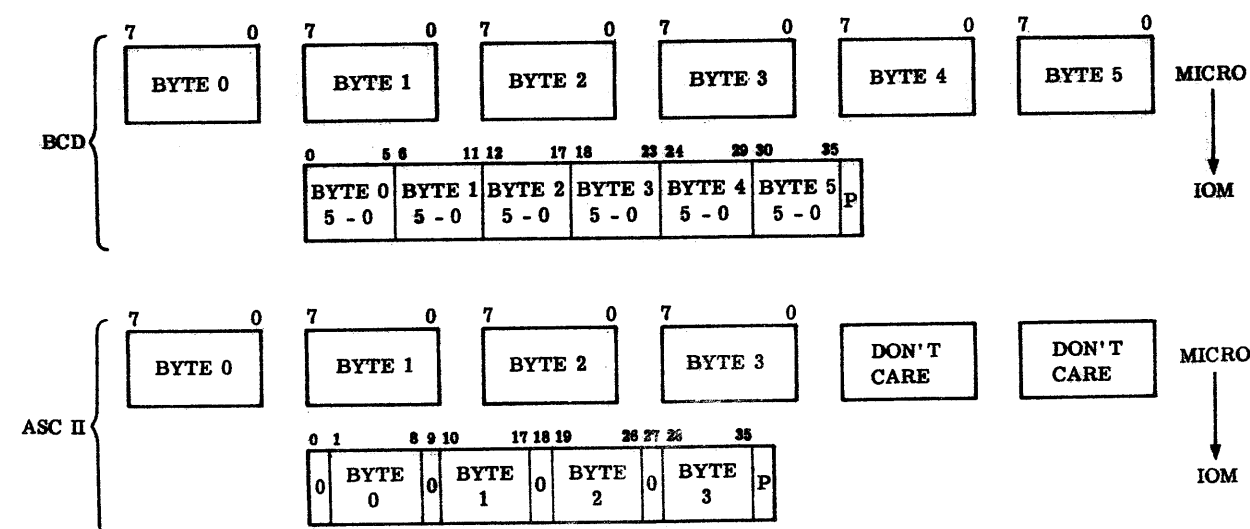 7 0 7 0 7 0 7 0 7 0 7 0
BYTE 0 BYTE 1 BYTE 2 BYTE 3 BYTE 4 BYTE 5 MICRO
BCD
0 5 6 11 12 17 18 23 24 29 30 35
BYTE 0 BYTE 1 BYTE 2 BYTE 3 BYTE 4 BYTE 5 P
5 - 0 5 - 0 5 - 0 5 - 0 5 - 0 5 - 0
IOM
7 0 7 0 7 0 7 0
BYTE 0 BYTE 1 BYTE 2 BYTE 3 DON'T DON'T MICRO
CARE CARE
ASC II
0 1 8 9 10 17 18 19 26 27 28 35
0 BYTE 0 BYTE 0 BYTE 0 BYTE P
0 1 2 3
IOM